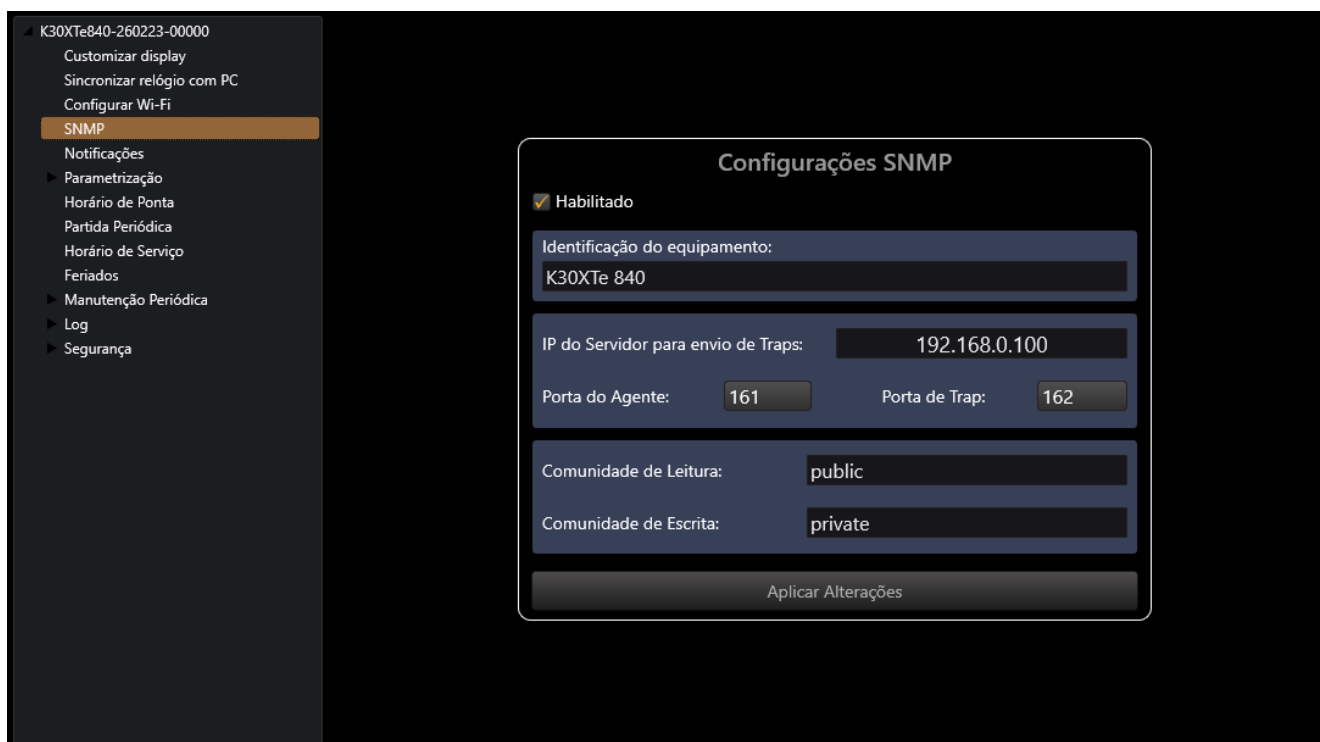 K30XTe840-260223-00000
Customizar display
Sincronizar relógio com PC
Configurar Wi-Fi
SNMP
Notificações
Parametrização
Horário de Ponta
Partida Periódica
Horário de Serviço
Feriados
Manutenção Periódica
Log
Segurança
Configurações SNMP
Habilitado
Identificação do equipamento:
K30XTe 840
IP do Servidor para envio de Traps: 192.168.0.100
Porta do Agente: 161 Porta de Trap: 162
Comunidade de Leitura: public
Comunidade de Escrita: private
Aplicar Alterações